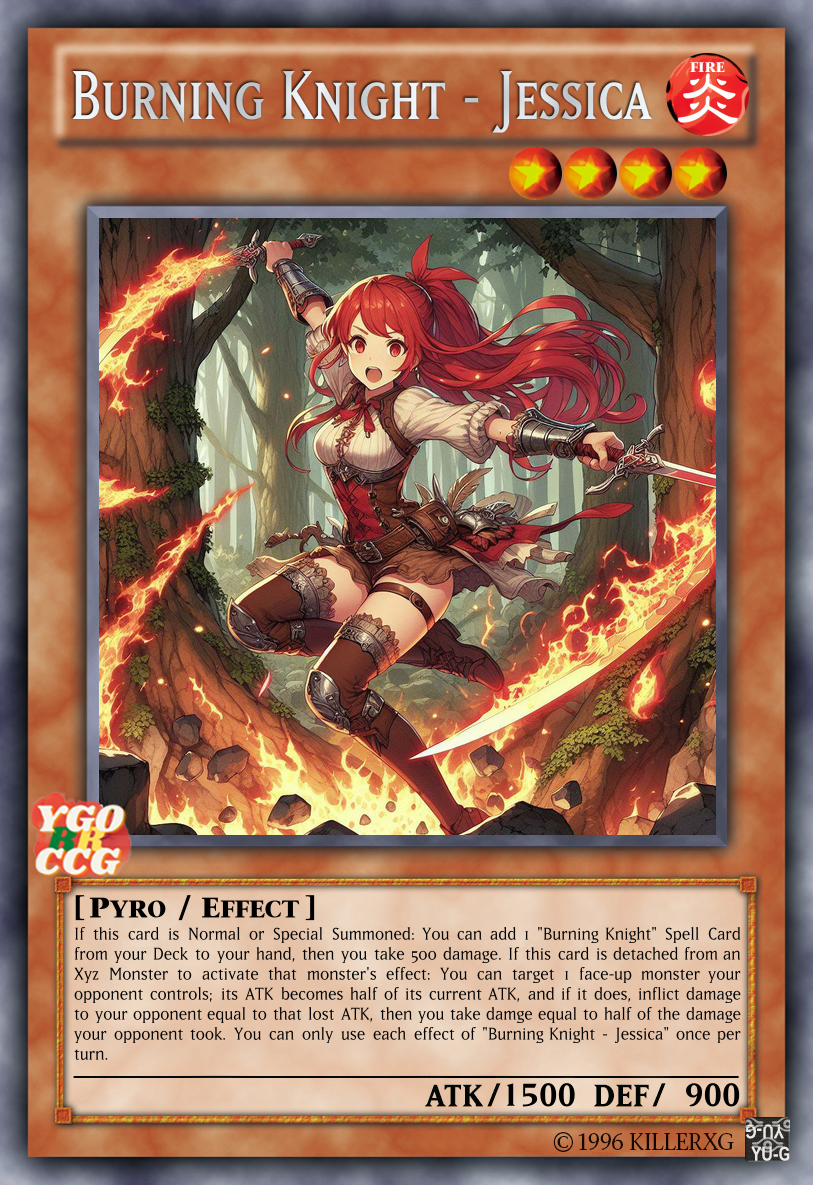 Burning Knight - Jessica
FIRE
炎
YGO
BR
CCG
[ Pyro / Effect ]
If this card is Normal or Special Summoned: You can add 1 "Burning Knight" Spell Card
from your Deck to your hand, then you take 500 damage. If this card is detached from an
Xyz Monster to activate that monster's effect: You can target 1 face-up monster your
opponent controls; its ATK becomes half of its current ATK, and if it does, inflict damage
to your opponent equal to that lost ATK, then you take damge equal to half of the damage
your opponent took. You can only use each effect of "Burning Knight - Jessica" once per
turn.
ATK/1500 DEF/ 900
© 1996 KILLERXG
YU-G